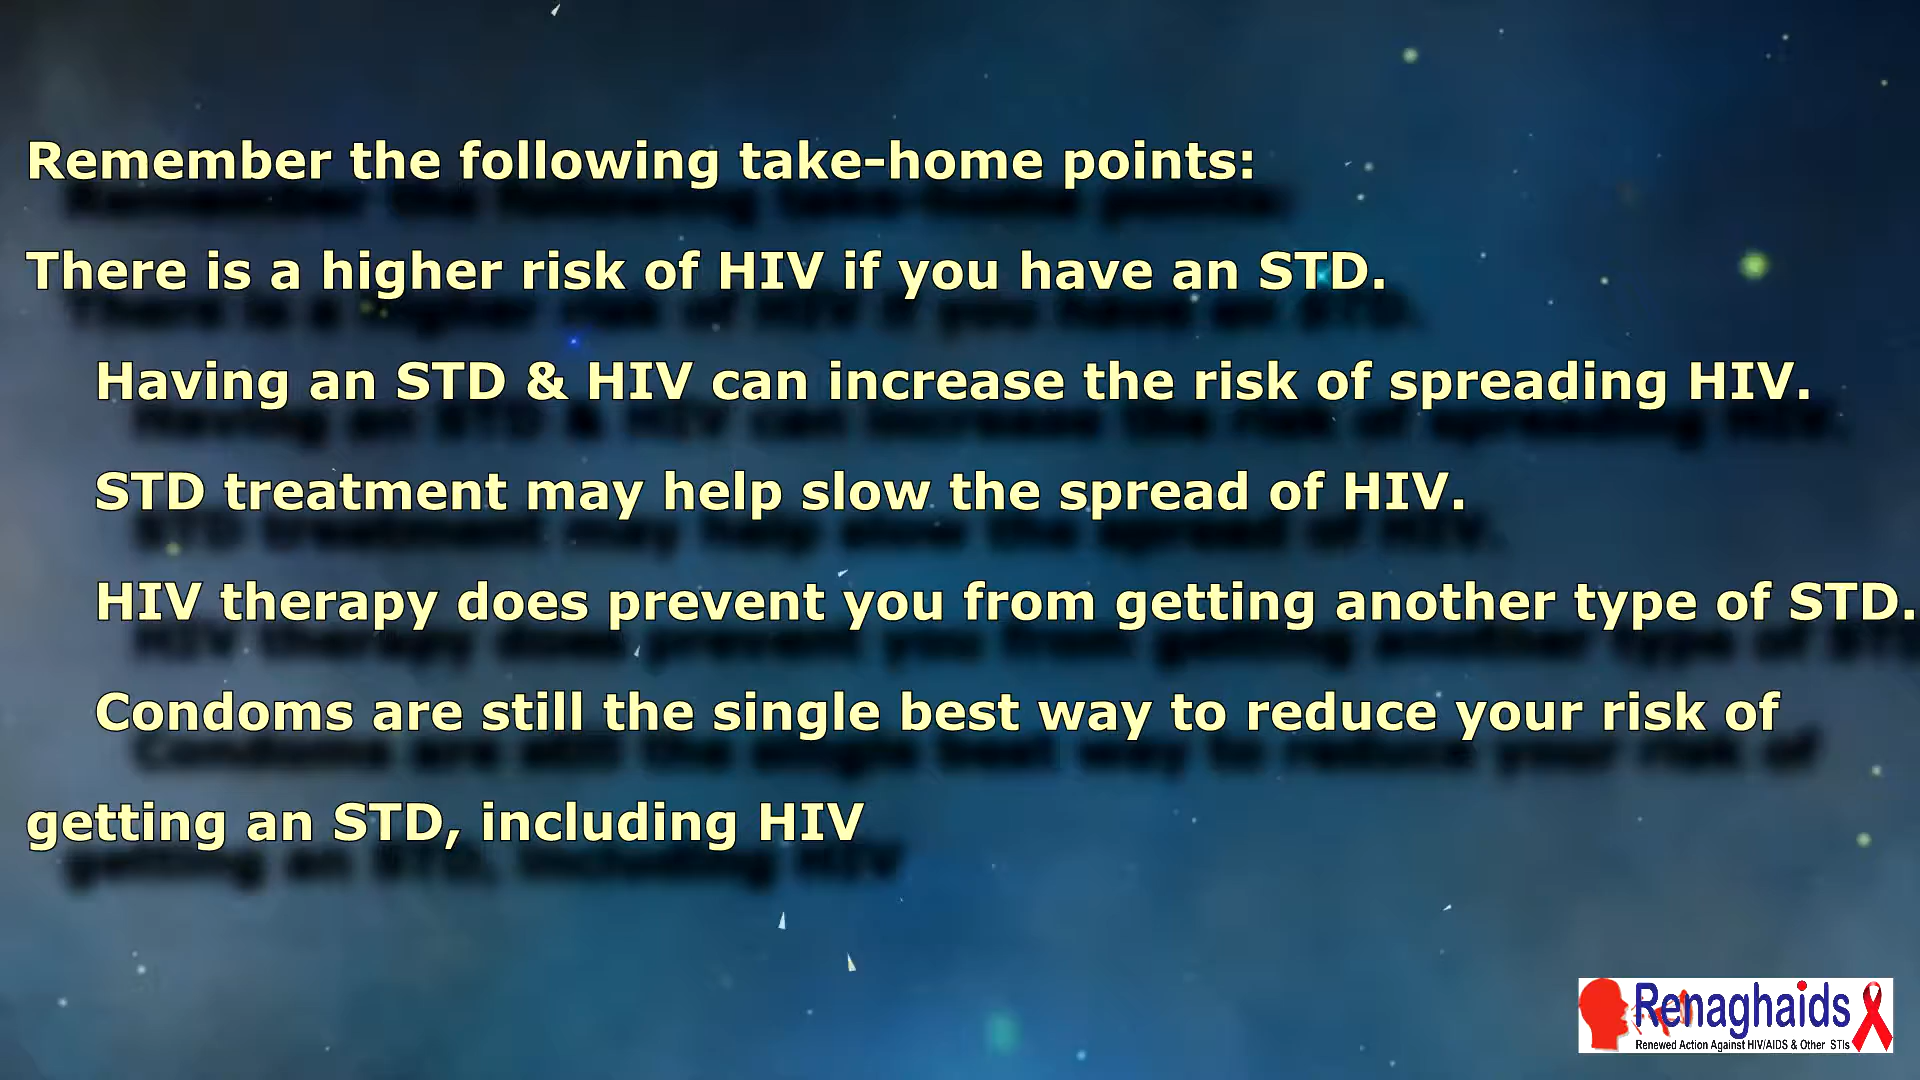 Remember the following take-home points:
There is a higher risk of HIV if you have an STD.
Having an STD & HIV can increase the risk of spreading HIV.
STD treatment may help slow the spread of HIV.
HIV therapy does prevent you from getting another type of STD.
Condoms are still the single best way to reduce your risk of
getting an STD, including HIV
Renaghaids
Renewed Action Against HIV/AIDS & Other STIs